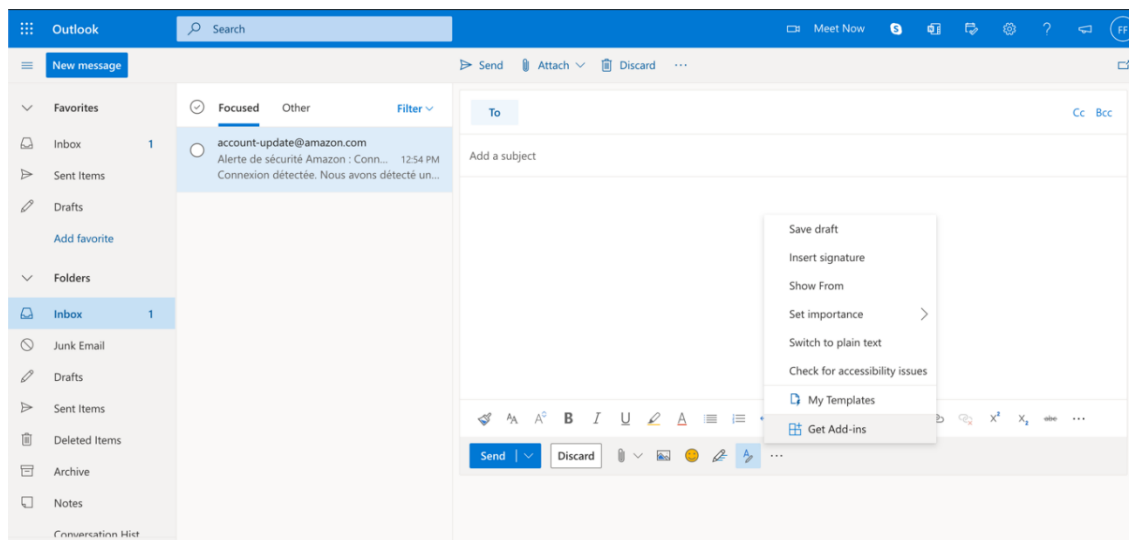 Outlook
Search
Meet Now
FF
New message
Send
Attach
Discard
Favorites
Inbox 1
Sent Items
Drafts
Add favorite
Folders
Inbox 1
Junk Email
Drafts
Sent Items
Deleted Items
Archive
Notes
Conversation Hist
Focused Other Filter
account-update@amazon.com
Alerte de sécurité Amazon : Conn... 12:54 PM
Connexion détectée. Nous avons détecté un...
To Cc Bcc
Add a subject
Save draft
Insert signature
Show From
Set importance
Switch to plain text
Check for accessibility issues
My Templates
Get Add-ins
Send Discard